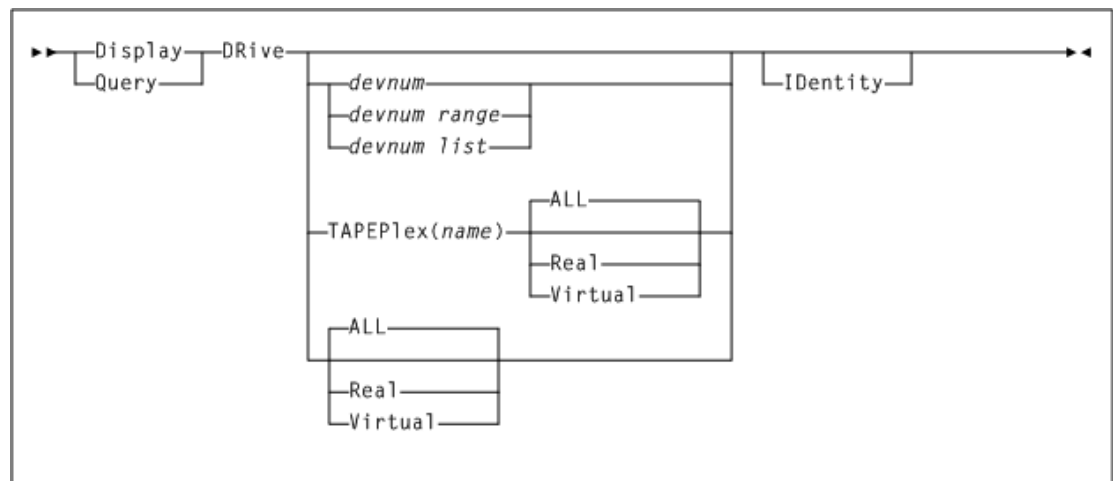 Display DRive
Query
devnum IDentity
devnum range
devnum list
ALL
TAPEPlex(name)
Real
Virtual
ALL
Real
Virtual